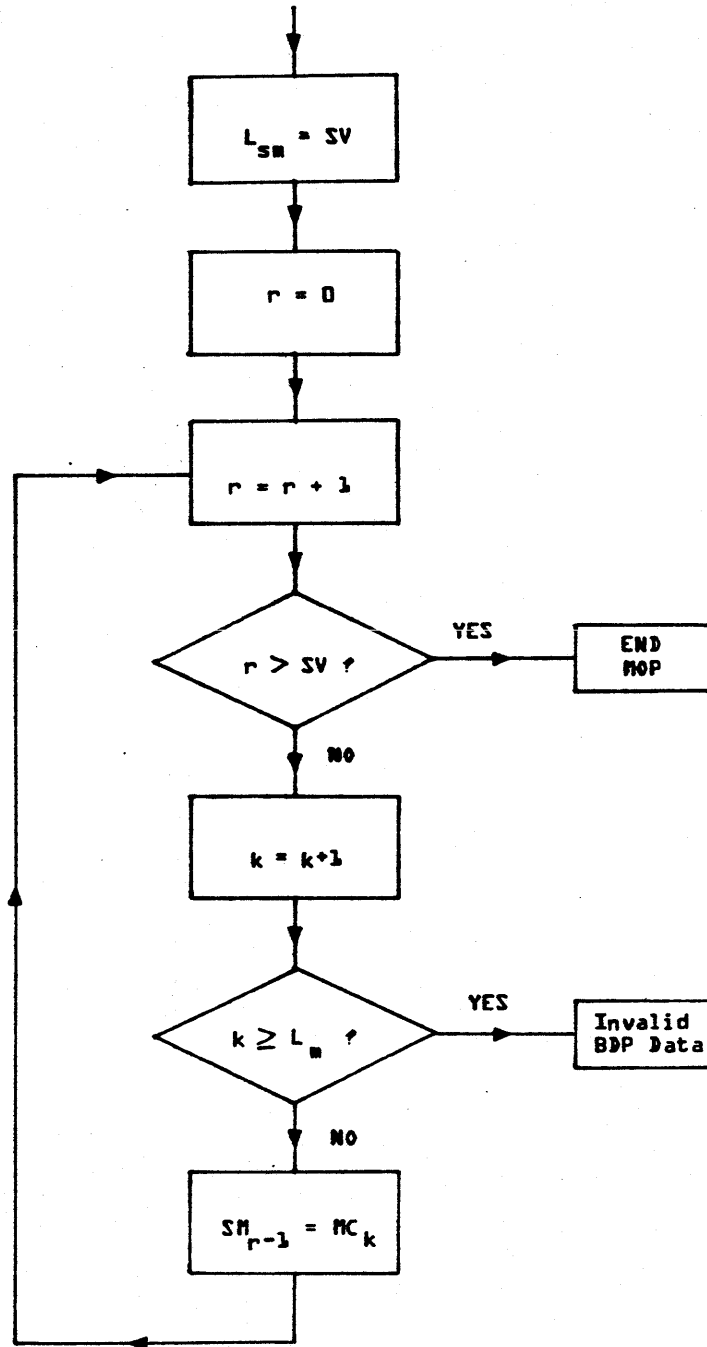 L_sm = SV
r = 0
r = r + 1
r > SV ?
YES
END
MOP
NO
k = k+1
k ≥ L_m ?
YES
Invalid
BDP Data
NO
SM_r-1 = MC_k